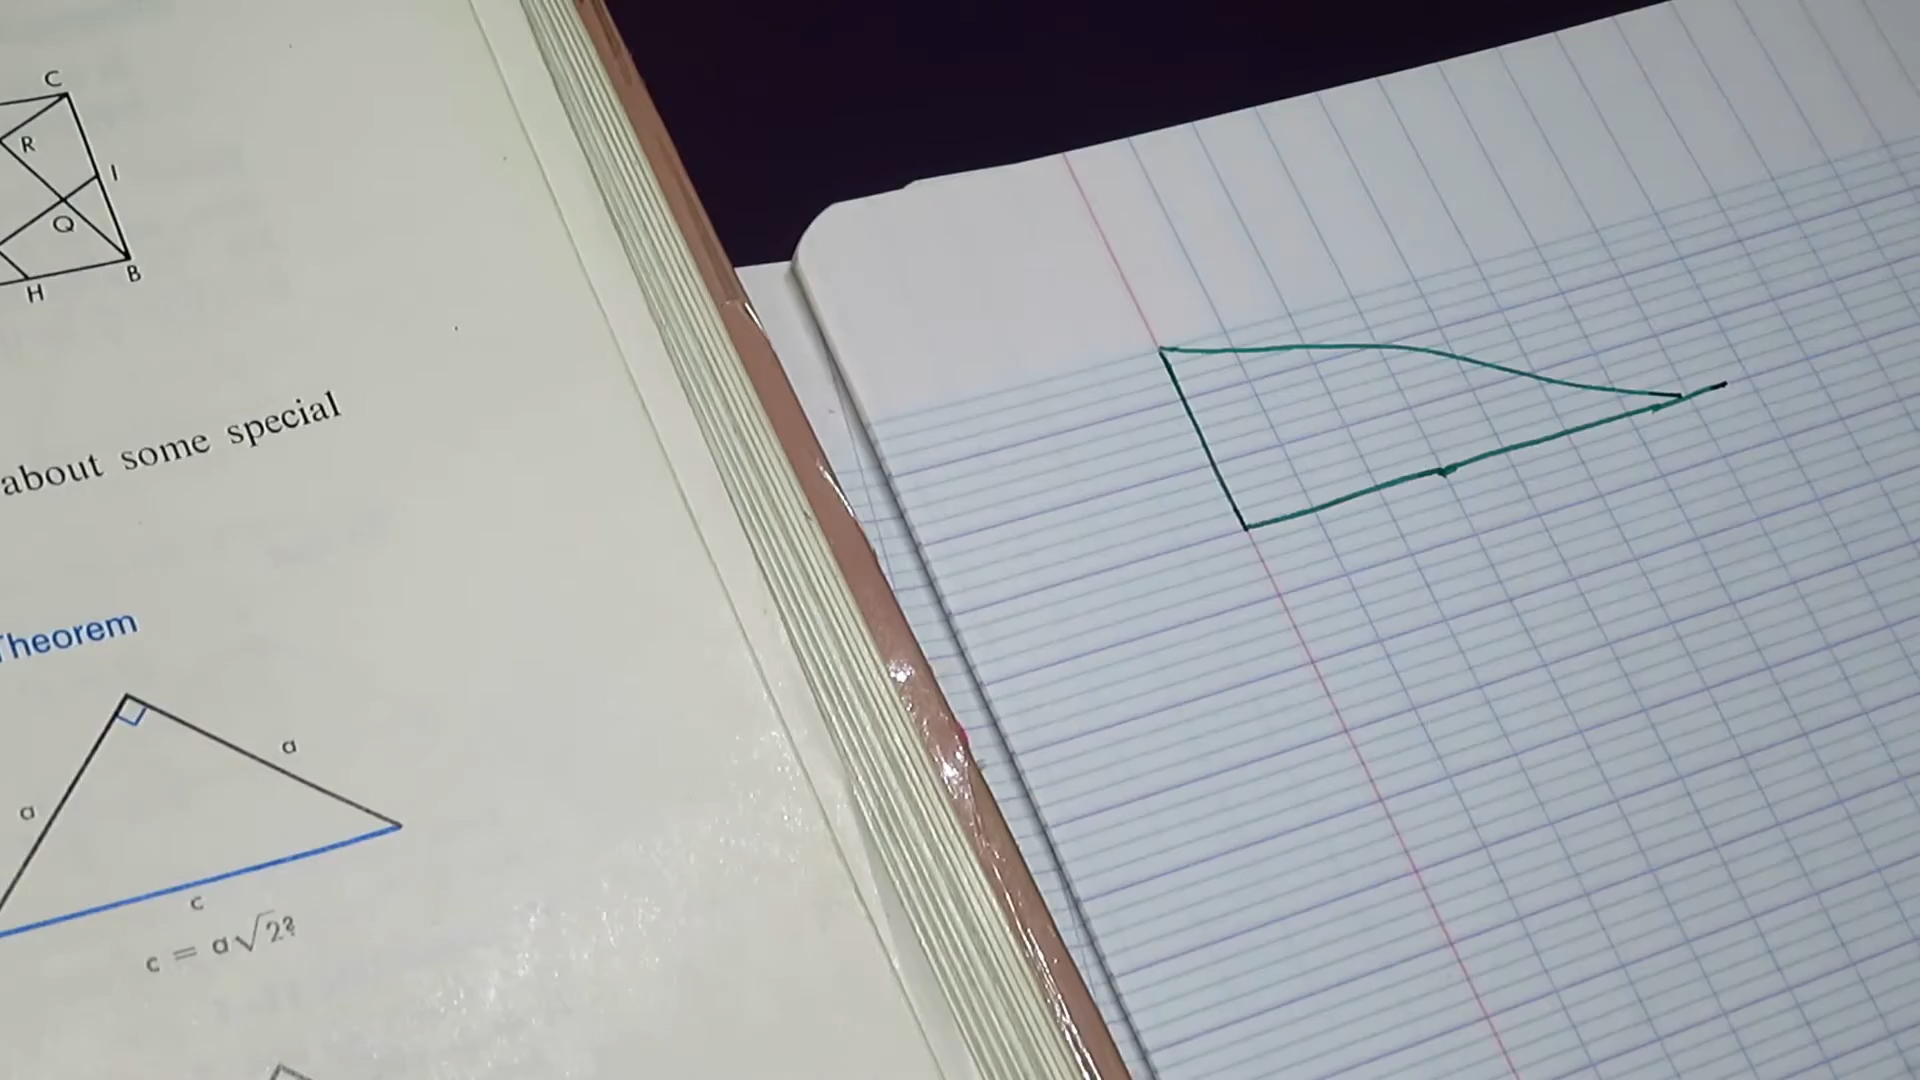 C
R
I
Q
B
H
about some special
Theorem
a
a
c
c = a√2?